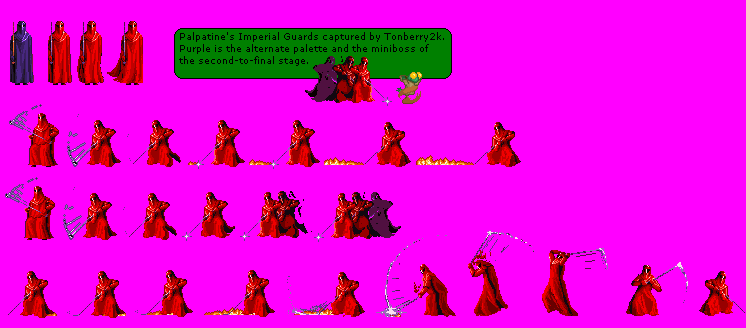 Palpatine's Imperial Guards captured by Tonberry2k.
Purple is the alternate palette and the miniboss of
the second-to-final stage.